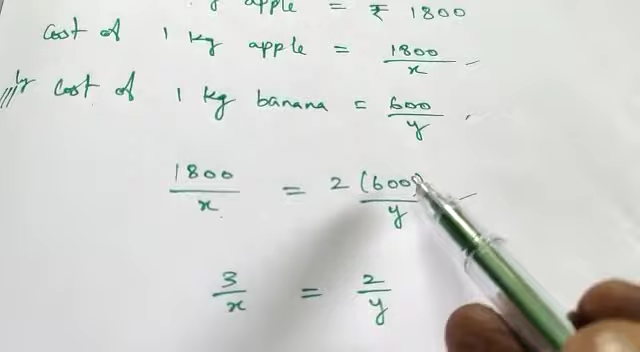 apple = ₹ 1800
Cost of 1 kg apple = 1800/x
lly Cost of 1 kg banana = 600/y
1800/x = 2 (600)/y
3/x = 2/y